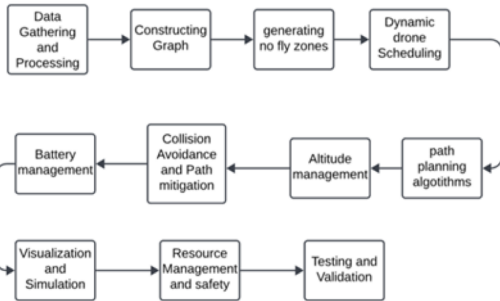 Data
Gathering
and
Processing
Constructing
Graph
generating
no fly zones
Dynamic
drone
Scheduling
path
planning
algotithms
Altitude
management
Collision
Avoidance
and Path
mitigation
Battery
management
Visualization
and
Simulation
Resource
Management
and safety
Testing and
Validation